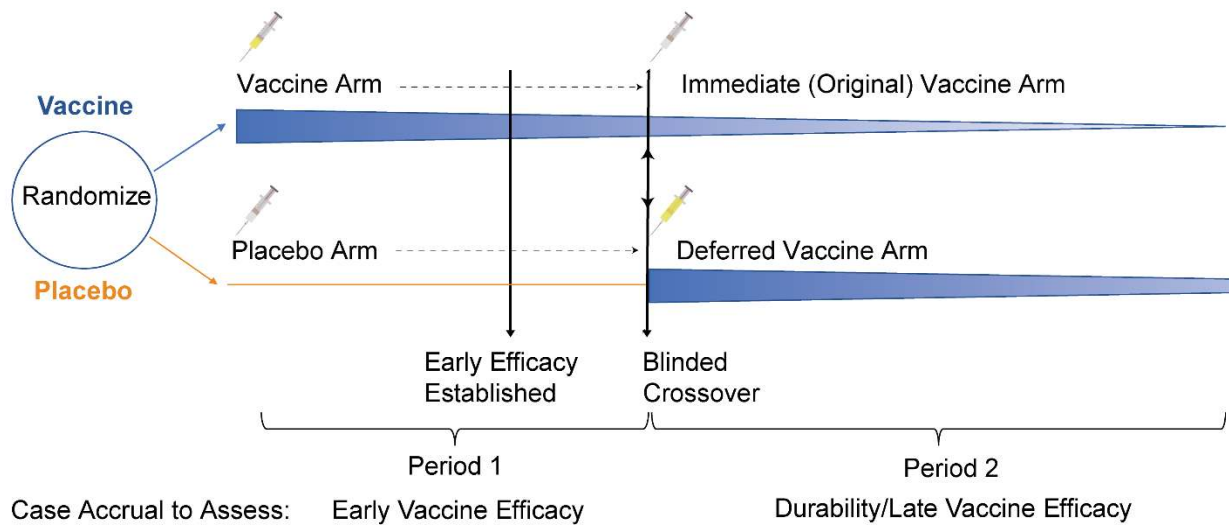 Vaccine Arm
Immediate (Original) Vaccine Arm
Vaccine
Randomize
Placebo
Placebo Arm
Deferred Vaccine Arm
Early Efficacy
Established
Blinded
Crossover
Period 1
Period 2
Case Accrual to Assess: Early Vaccine Efficacy
Durability/Late Vaccine Efficacy